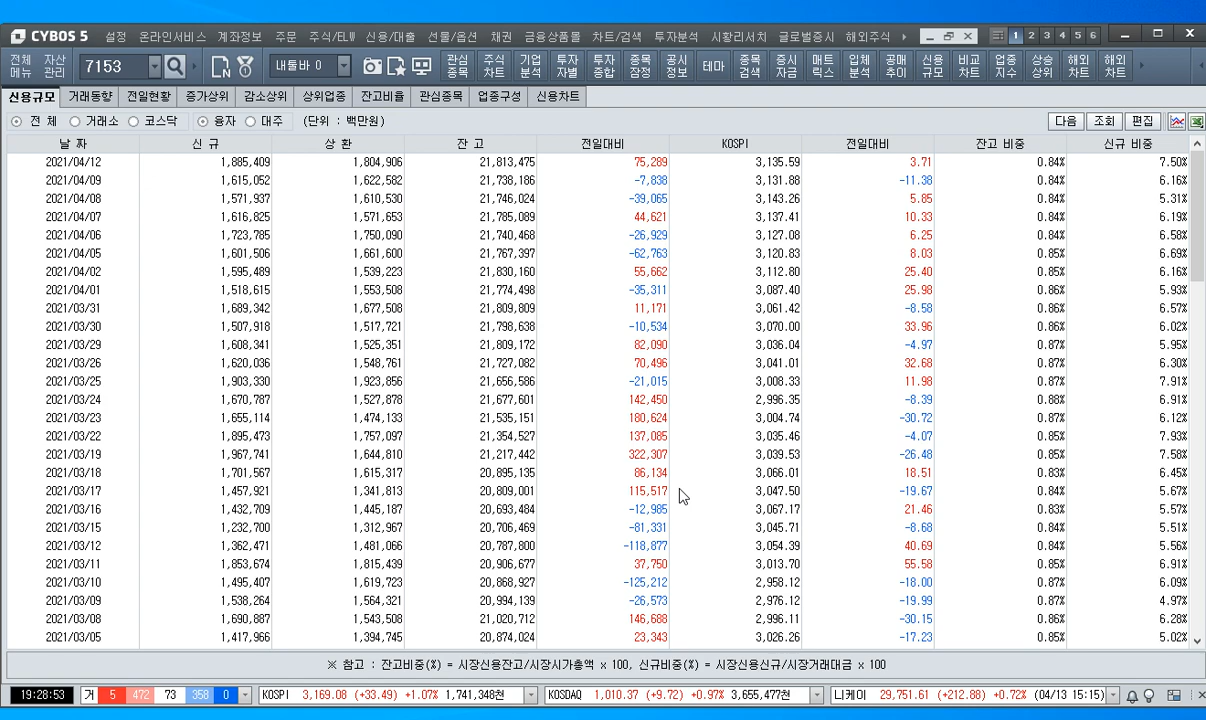 CYBOS 5 설정 온라인서비스 계좌정보 주문 주식/ELW 신용/대출 선물/옵션 채권 금융상품몰 차트/검색 투자분석 시황리서치 글로벌증시 해외주식 1 2 3 4 5 6
전체메뉴 자산관리 7153 내툴바 0 관심종목 주식차트 기업분석 투자자별 투자종합 종목잠정 공시정보 테마 종목검색 증시자금 매트릭스 입체분석 공매추이 신용규모 비교차트 업종지수 상승상위 해외차트 해외차트
신용규모 거래동향 전일현황 증가상위 감소상위 상위업종 잔고비율 관심종목 업종구성 신용차트
전 체 거래소 코스닥 융자 대주 (단위 : 백만원) 다음 조회 편집
날 짜 신 규 상 환 잔 고 전일대비 KOSPI 전일대비 잔고 비중 신규 비중
2021/04/12 1,885,409 1,804,906 21,813,475 75,289 3,135.59 3.71 0.84% 7.50%
2021/04/09 1,615,052 1,622,582 21,738,186 -7,838 3,131.88 -11.38 0.84% 6.16%
2021/04/08 1,571,937 1,610,530 21,746,024 -39,065 3,143.26 5.85 0.84% 5.31%
2021/04/07 1,616,825 1,571,653 21,785,089 44,621 3,137.41 10.33 0.84% 6.19%
2021/04/06 1,723,785 1,750,090 21,740,468 -26,929 3,127.08 6.25 0.84% 6.58%
2021/04/05 1,601,506 1,661,600 21,767,397 -62,763 3,120.83 8.03 0.85% 6.69%
2021/04/02 1,595,489 1,539,223 21,830,160 55,662 3,112.80 25.40 0.85% 6.16%
2021/04/01 1,518,615 1,553,508 21,774,498 -35,311 3,087.40 25.98 0.86% 5.93%
2021/03/31 1,689,342 1,677,508 21,809,809 11,171 3,061.42 -8.58 0.86% 6.57%
2021/03/30 1,507,918 1,517,721 21,798,638 -10,534 3,070.00 33.96 0.86% 6.02%
2021/03/29 1,608,341 1,525,351 21,809,172 82,090 3,036.04 -4.97 0.87% 5.95%
2021/03/26 1,620,036 1,548,761 21,727,082 70,496 3,041.01 32.68 0.87% 6.30%
2021/03/25 1,903,330 1,923,856 21,656,586 -21,015 3,008.33 11.98 0.87% 7.91%
2021/03/24 1,670,787 1,527,878 21,677,601 142,450 2,996.35 -8.39 0.88% 6.91%
2021/03/23 1,655,114 1,474,133 21,535,151 180,624 3,004.74 -30.72 0.87% 6.12%
2021/03/22 1,895,473 1,757,097 21,354,527 137,085 3,035.46 -4.07 0.85% 7.93%
2021/03/19 1,967,741 1,644,810 21,217,442 322,307 3,039.53 -26.48 0.85% 7.58%
2021/03/18 1,701,567 1,615,317 20,895,135 86,134 3,066.01 18.51 0.83% 6.45%
2021/03/17 1,457,921 1,341,813 20,809,001 115,517 3,047.50 -19.67 0.84% 5.67%
2021/03/16 1,432,709 1,445,187 20,693,484 -12,985 3,067.17 21.46 0.83% 5.57%
2021/03/15 1,232,700 1,312,967 20,706,469 -81,331 3,045.71 -8.68 0.84% 5.51%
2021/03/12 1,362,471 1,481,066 20,787,800 -118,877 3,054.39 40.69 0.84% 5.56%
2021/03/11 1,853,674 1,815,439 20,906,677 37,750 3,013.70 55.58 0.85% 6.91%
2021/03/10 1,495,407 1,619,723 20,868,927 -125,212 2,958.12 -18.00 0.87% 6.09%
2021/03/09 1,538,264 1,564,321 20,994,139 -26,573 2,976.12 -19.99 0.87% 4.97%
2021/03/08 1,690,887 1,543,508 21,020,712 146,688 2,996.11 -30.15 0.86% 6.28%
2021/03/05 1,417,966 1,394,745 20,874,024 23,343 3,026.26 -17.23 0.85% 5.02%
※ 참고 : 잔고비중(%) = 시장신용잔고/시장시가총액 x 100, 신규비중(%) = 시장신용신규/시장거래대금 x 100
19:28:53 거 5 472 73 358 0 KOSPI 3,169.08 (+33.49) +1.07% 1,741,348천 KOSDAQ 1,010.37 (+9.72) +0.97% 3,655,477천 니케이 29,751.61 (+212.88) +0.72% (04/13 15:15)